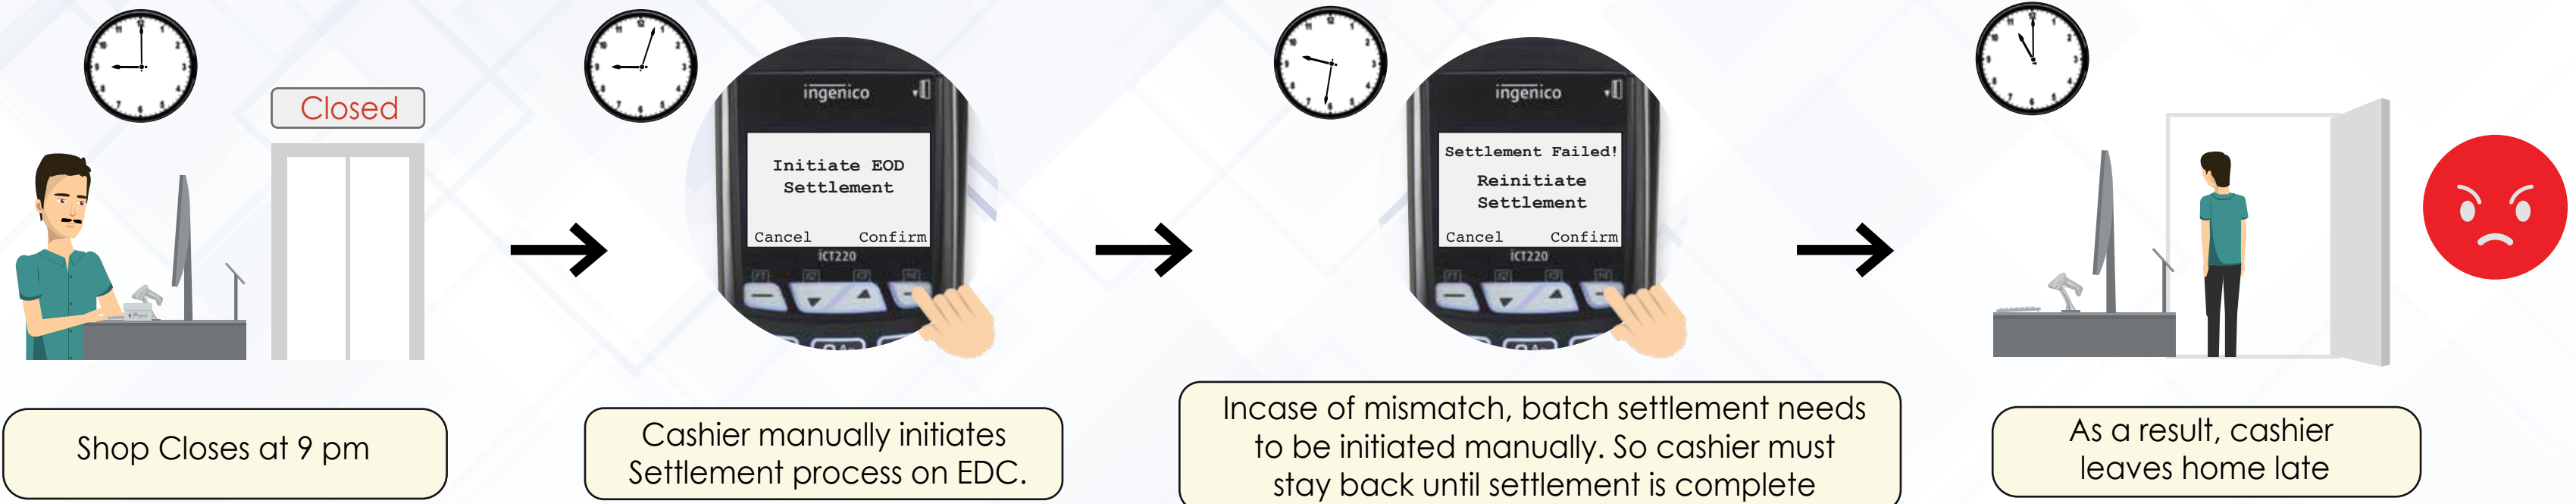 Closed
Shop Closes at 9 pm
ingenico
Initiate EOD
Settlement
Cancel Confirm
iCT220
Cashier manually initiates
Settlement process on EDC.
ingenico
Settlement Failed!
Reinitiate
Settlement
Cancel Confirm
iCT220
Incase of mismatch, batch settlement needs
to be initiated manually. So cashier must
stay back until settlement is complete
As a result, cashier
leaves home late